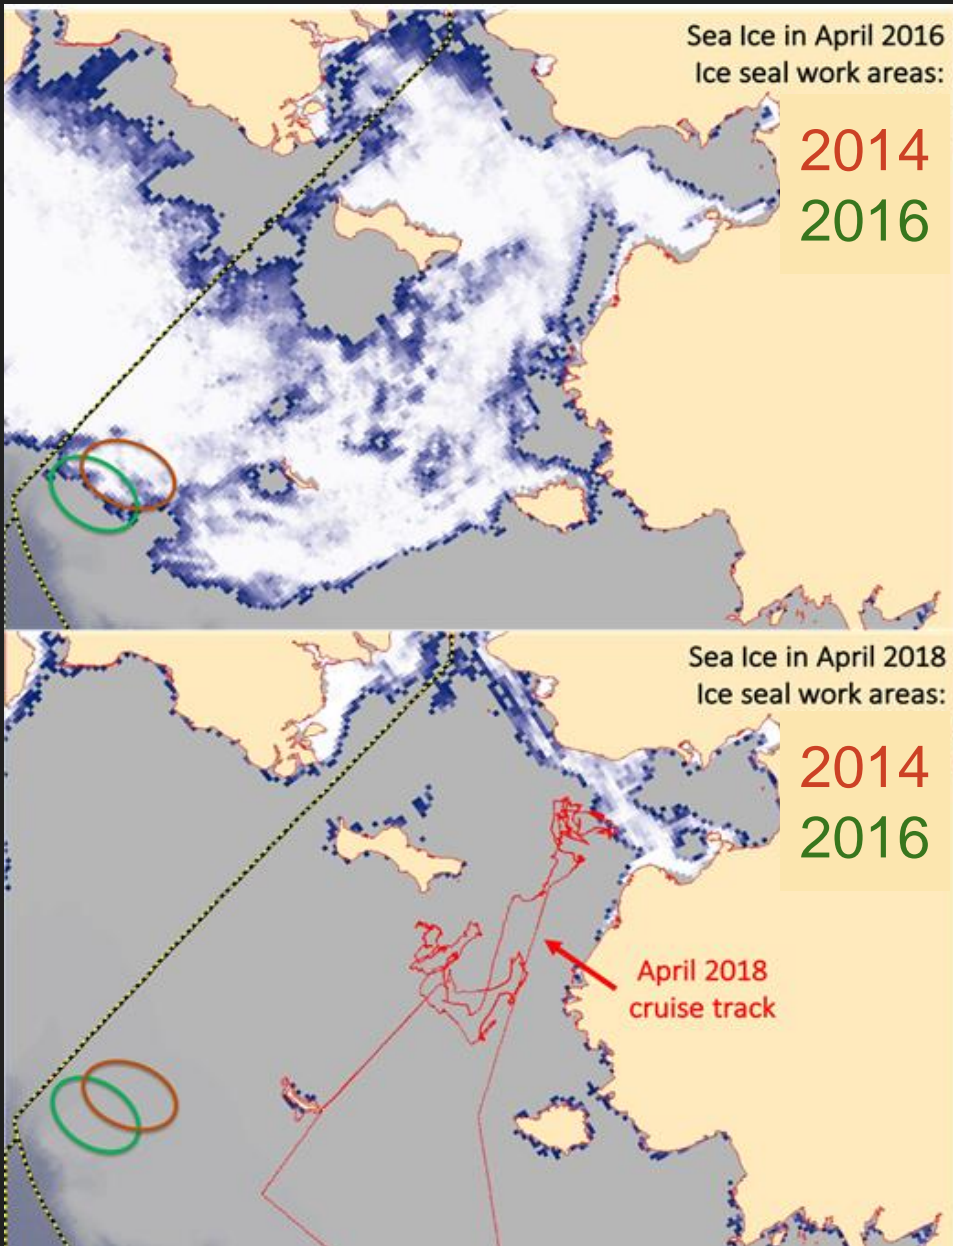 Sea Ice in April 2016
Ice seal work areas:
2014
2016
Sea Ice in April 2018
Ice seal work areas:
2014
2016
April 2018
cruise track